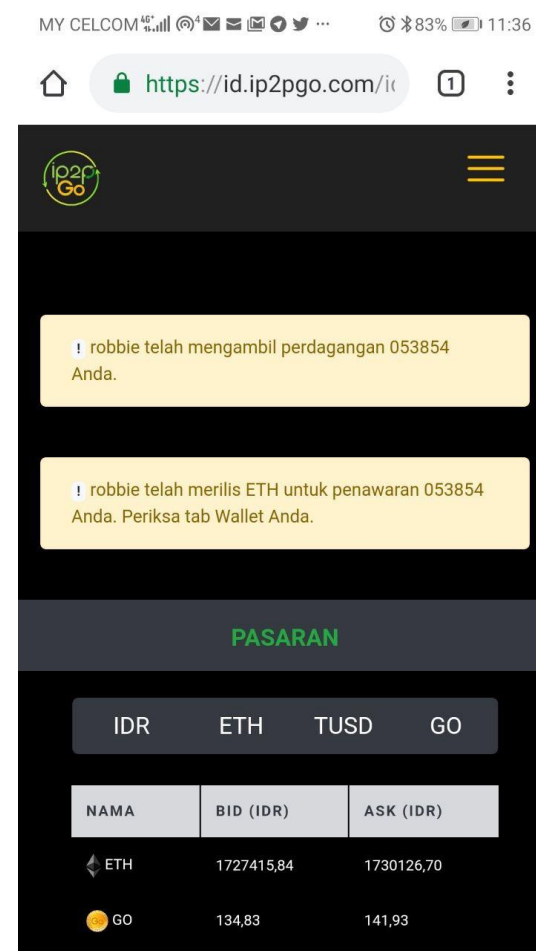 MY CELCOM 4G+ 4 ... 83% 11:36
https://id.ip2pgo.com/i
1
ip2p
Go
! robbie telah mengambil perdagangan 053854
Anda.
! robbie telah merilis ETH untuk penawaran 053854
Anda. Periksa tab Wallet Anda.
PASARAN
IDR ETH TUSD GO
NAMA BID (IDR) ASK (IDR)
ETH 1727415,84 1730126,70
GO 134,83 141,93